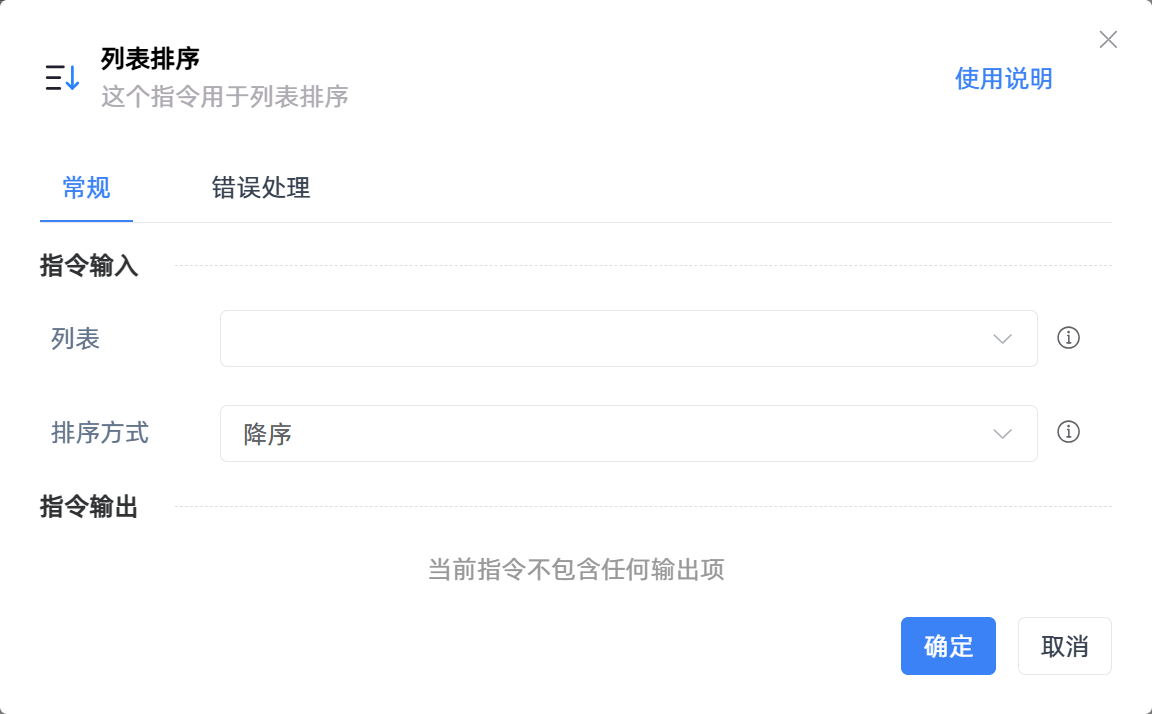 列表排序
这个指令用于列表排序
使用说明
常规
错误处理
指令输入
列表
排序方式
降序
指令输出
当前指令不包含任何输出项
确定
取消